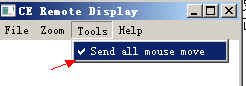 CE Remote Display
File Zoom Tools Help
Send all mouse move